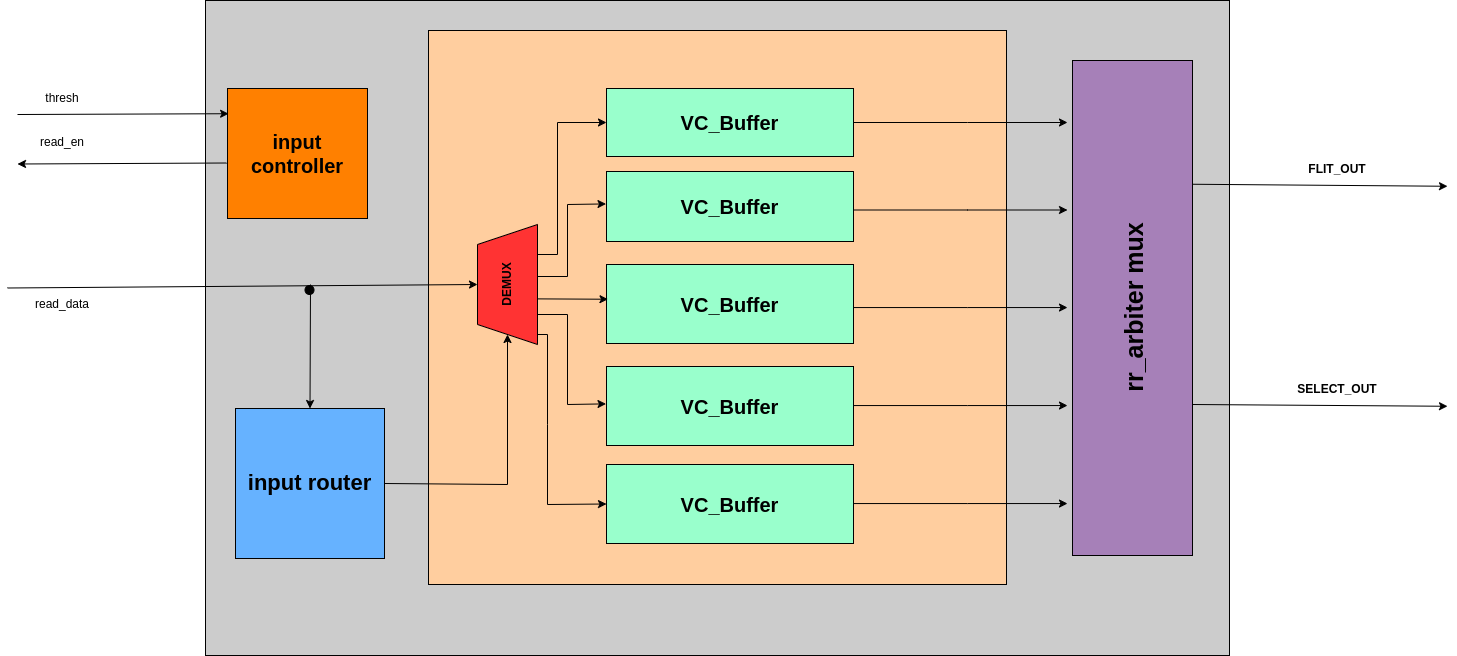 thresh
read_en
input
controller
read_data
input router
DEMUX
VC_Buffer
VC_Buffer
VC_Buffer
VC_Buffer
VC_Buffer
rr_arbiter mux
FLIT_OUT
SELECT_OUT